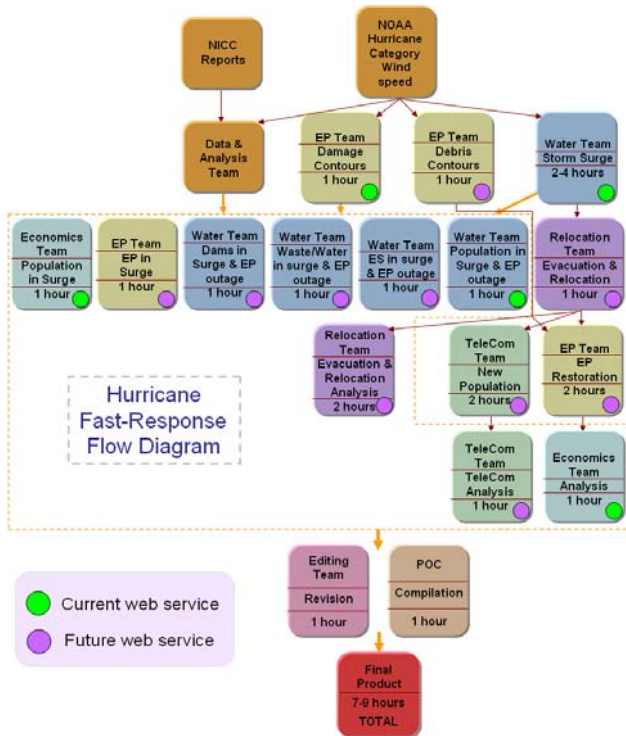 NICC
Reports
NOAA
Hurricane
Category
Wind
speed
Data &
Analysis
Team
EP Team
Damage
Contours
1 hour
EP Team
Debris
Contours
1 hour
Water Team
Storm Surge
2-4 hours
Economics
Team
Population
in Surge
1 hour
EP Team
EP in
Surge
1 hour
Water Team
Dams in
Surge & EP
outage
1 hour
Water Team
Waste/Water
in surge & EP
outage
1 hour
Water Team
ES in surge
& EP outage
1 hour
Water Team
Population in
Surge & EP
outage
1 hour
Relocation
Team
Evacuation &
Relocation
1 hour
Relocation
Team
Evacuation &
Relocation
Analysis
2 hours
TeleCom
Team
New
Population
2 hours
EP Team
EP
Restoration
2 hours
Hurricane
Fast-Response
Flow Diagram
TeleCom
Team
TeleCom
Analysis
1 hour
Economics
Team
Analysis
1 hour
Editing
Team
Revision
1 hour
POC
Compilation
1 hour
Current web service
Future web service
Final
Product
7-9 hours
TOTAL